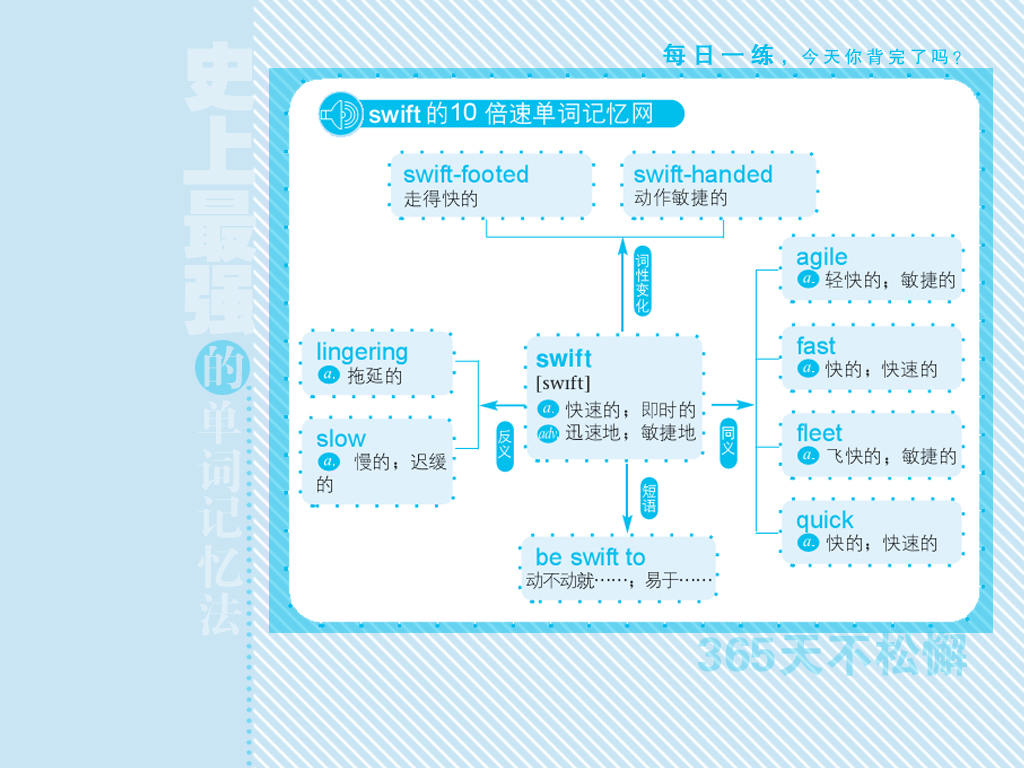 每日一练，今天你背完了吗？
史上最强的单词记忆法
swift 的10 倍速单词记忆网
swift-footed
走得快的
swift-handed
动作敏捷的
词性变化
agile
a. 轻快的；敏捷的
fast
a. 快的；快速的
fleet
a. 飞快的；敏捷的
quick
a. 快的；快速的
同义
swift
[swɪft]
a. 快速的；即时的
adv. 迅速地；敏捷地
反义
lingering
a. 拖延的
slow
a. 慢的；迟缓
的
短语
be swift to
动不动就……；易于……
365天不松懈